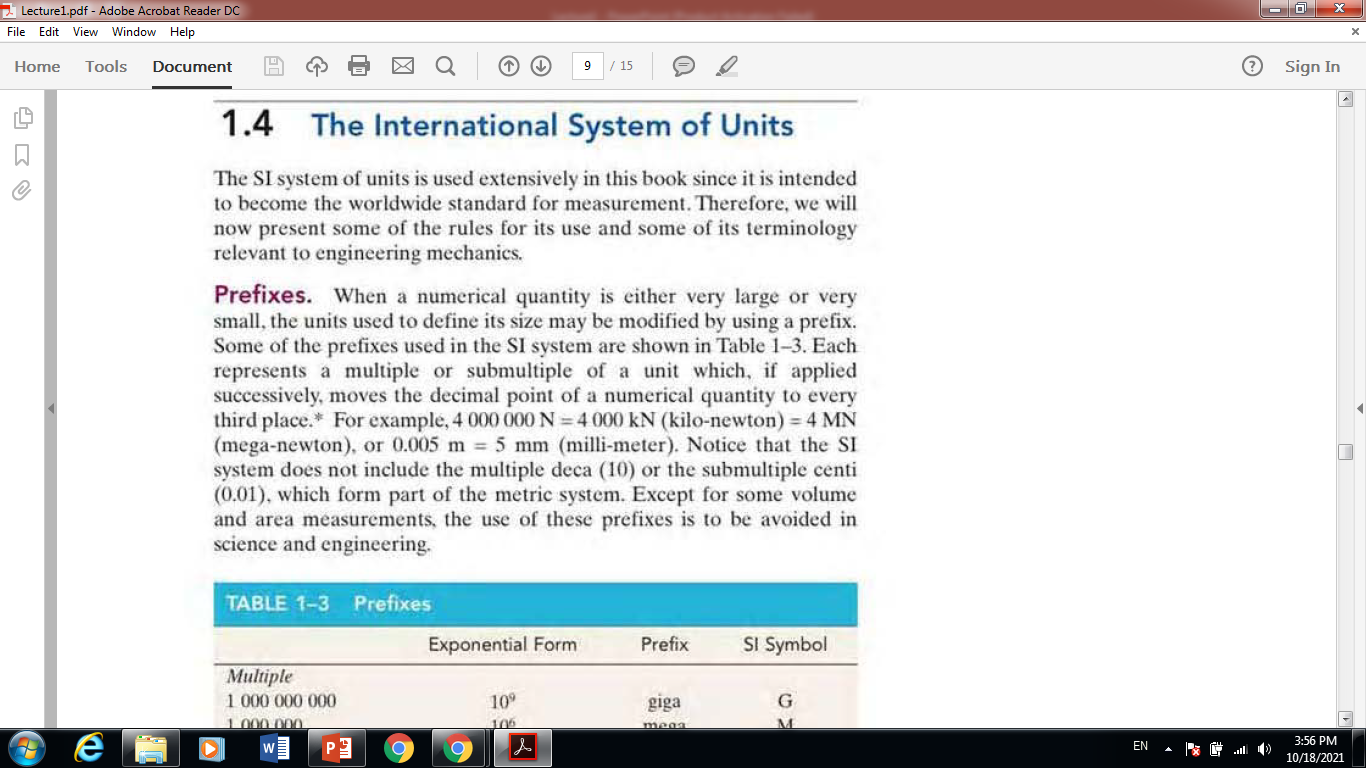 Lecture1.pdf - Adobe Acrobat Reader DC
File Edit View Window Help
Home Tools Document 9 / 15 Sign In
1.4 The International System of Units
The SI system of units is used extensively in this book since it is intended
to become the worldwide standard for measurement. Therefore, we will
now present some of the rules for its use and some of its terminology
relevant to engineering mechanics.
Prefixes. When a numerical quantity is either very large or very
small, the units used to define its size may be modified by using a prefix.
Some of the prefixes used in the SI system are shown in Table 1–3. Each
represents a multiple or submultiple of a unit which, if applied
successively, moves the decimal point of a numerical quantity to every
third place.* For example, 4 000 000 N = 4 000 kN (kilo-newton) = 4 MN
(mega-newton), or 0.005 m = 5 mm (milli-meter). Notice that the SI
system does not include the multiple deca (10) or the submultiple centi
(0.01), which form part of the metric system. Except for some volume
and area measurements, the use of these prefixes is to be avoided in
science and engineering.
TABLE 1–3 Prefixes
Exponential Form Prefix SI Symbol
Multiple
1 000 000 000 10⁹ giga G
1 000 000 10⁶ mega M
EN 3:56 PM
10/18/2021